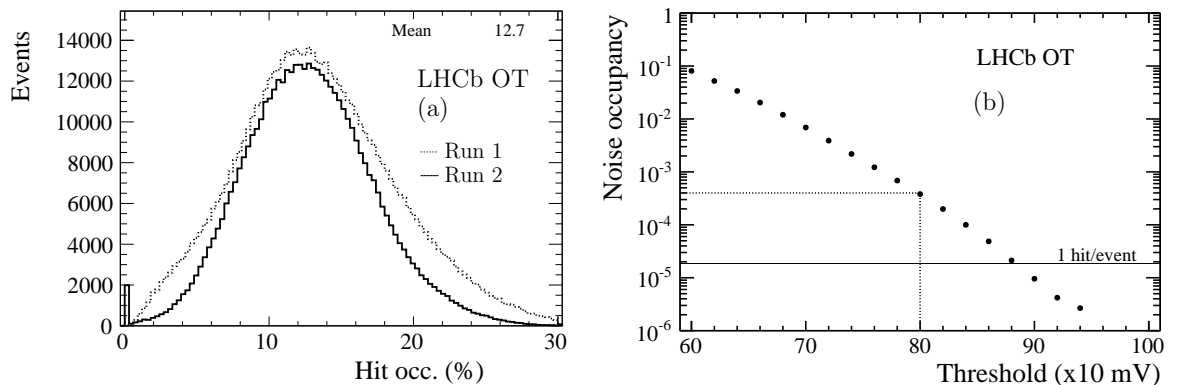 Mean 12.7
LHCb OT
(a)
Run 1
Run 2
Events
14000
12000
10000
8000
6000
4000
2000
0
0 10 20 30
Hit occ. (%)
LHCb OT
(b)
1 hit/event
Noise occupancy
1
10^-1
10^-2
10^-3
10^-4
10^-5
10^-6
60 70 80 90 100
Threshold (x10 mV)